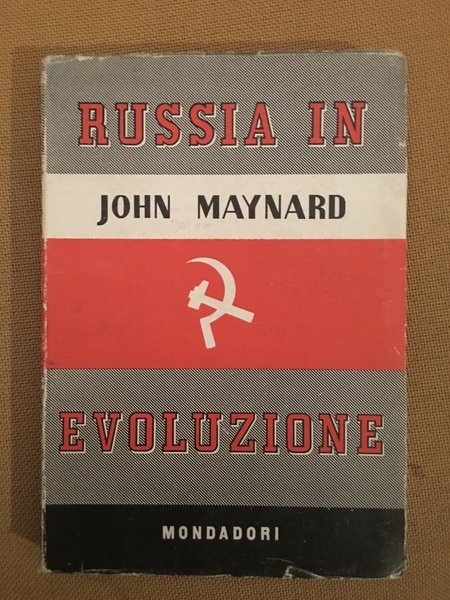 RUSSIA IN
JOHN MAYNARD
EVOLUZIONE
MONDADORI